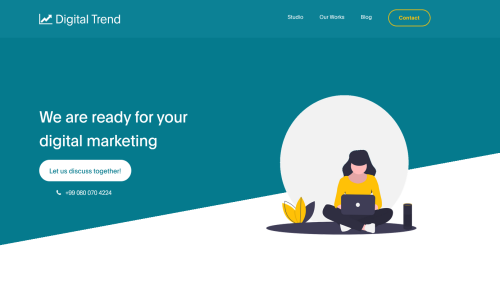 Digital Trend
Studio
Our Works
Blog
Contact
We are ready for your
digital marketing
Let us discuss together!
+99 080 070 4224